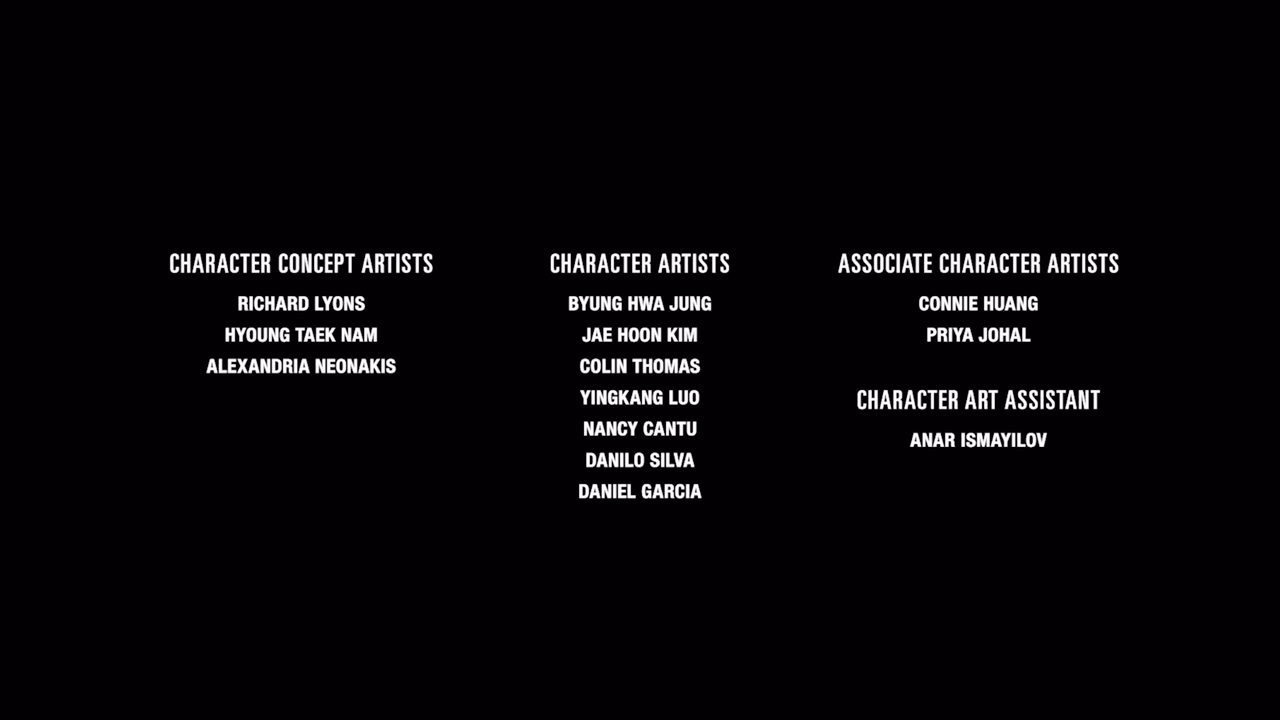 CHARACTER CONCEPT ARTISTS
RICHARD LYONS
HYOUNG TAEK NAM
ALEXANDRIA NEONAKIS
CHARACTER ARTISTS
BYUNG HWA JUNG
JAE HOON KIM
COLIN THOMAS
YINGKANG LUO
NANCY CANTU
DANILO SILVA
DANIEL GARCIA
ASSOCIATE CHARACTER ARTISTS
CONNIE HUANG
PRIYA JOHAL
CHARACTER ART ASSISTANT
ANAR ISMAYILOV